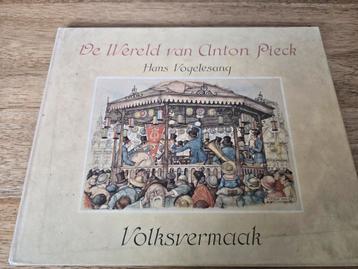 De Wereld van Anton Pieck
Hans Vogelesang
Volksvermaak